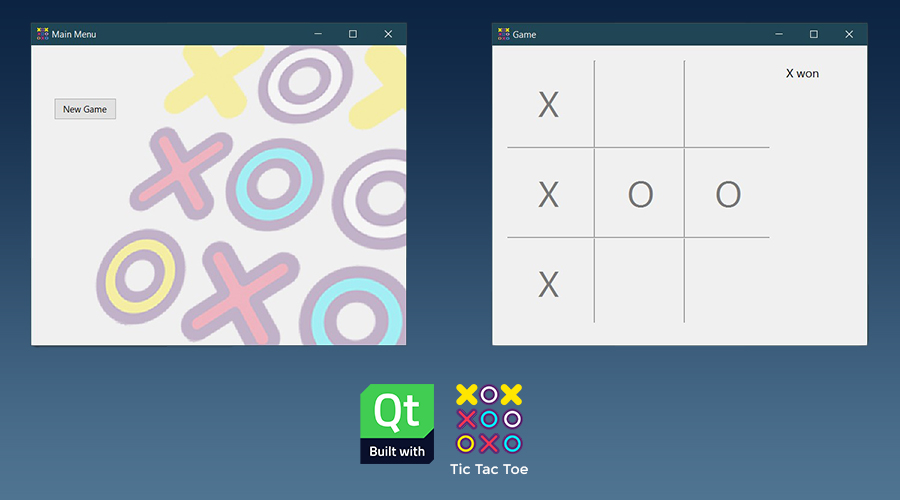 Main Menu
New Game
Game
X won
X
X O O
X
Qt
Built with
Tic Tac Toe